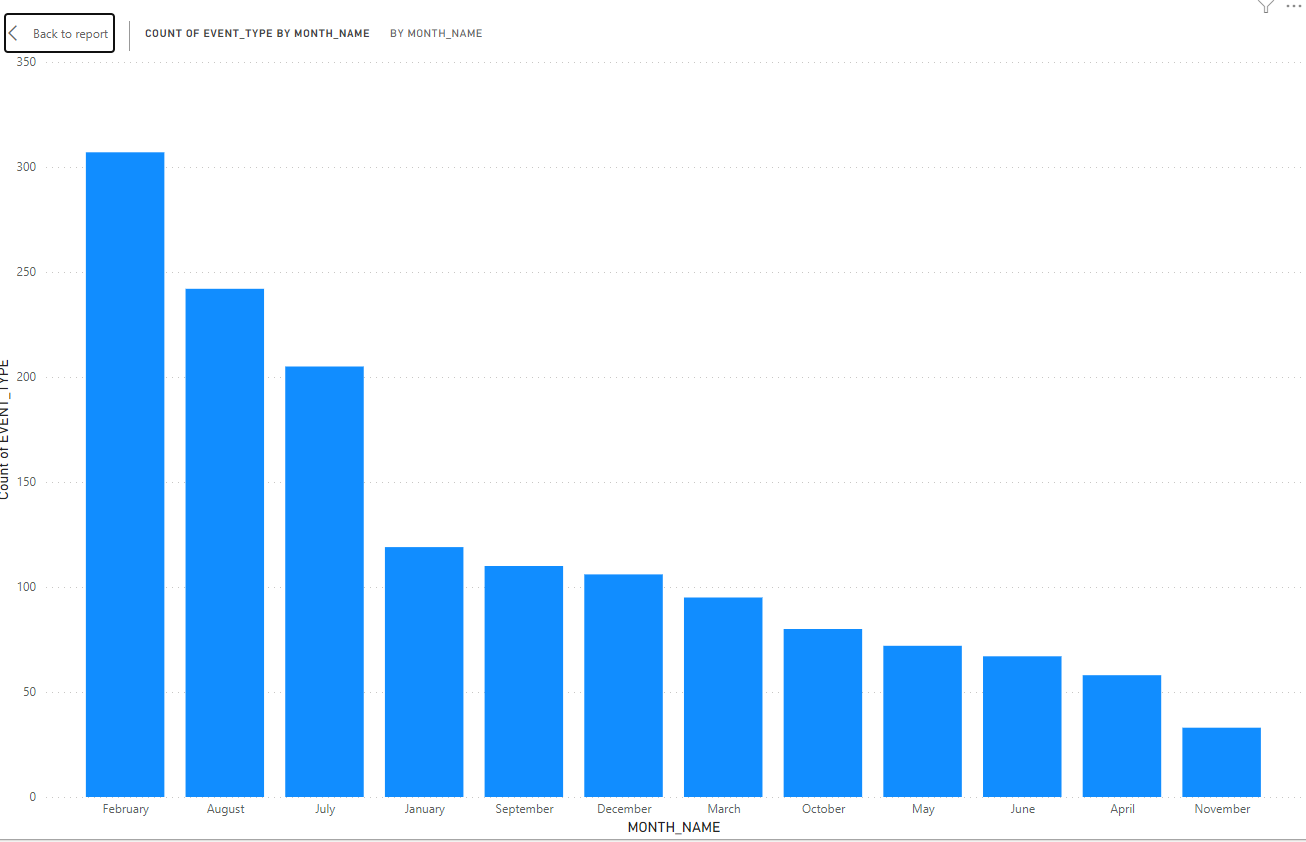 Back to report
COUNT OF EVENT_TYPE BY MONTH_NAME
BY MONTH_NAME
350
300
250
200
150
100
50
0
Count of EVENT_TYPE
February
August
July
January
September
December
March
October
May
June
April
November
MONTH_NAME